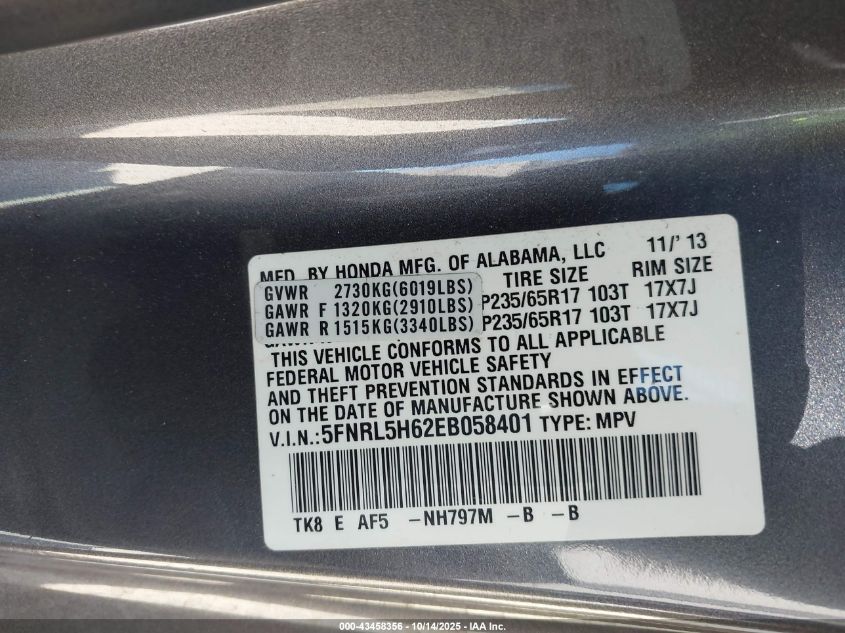 MFD. BY HONDA MFG. OF ALABAMA, LLC 11/' 13
TIRE SIZE RIM SIZE
GVWR 2730KG(6019LBS)
GAWR F 1320KG(2910LBS) P235/65R17 103T 17X7J
GAWR R 1515KG(3340LBS) P235/65R17 103T 17X7J
THIS VEHICLE CONFORMS TO ALL APPLICABLE
FEDERAL MOTOR VEHICLE SAFETY
AND THEFT PREVENTION STANDARDS IN EFFECT
ON THE DATE OF MANUFACTURE SHOWN ABOVE.
V.I.N.:5FNRL5H62EB058401 TYPE: MPV
TK8 E AF5 -NH797M -B -B
000-43458356 - 10/14/2025 - IAA Inc.